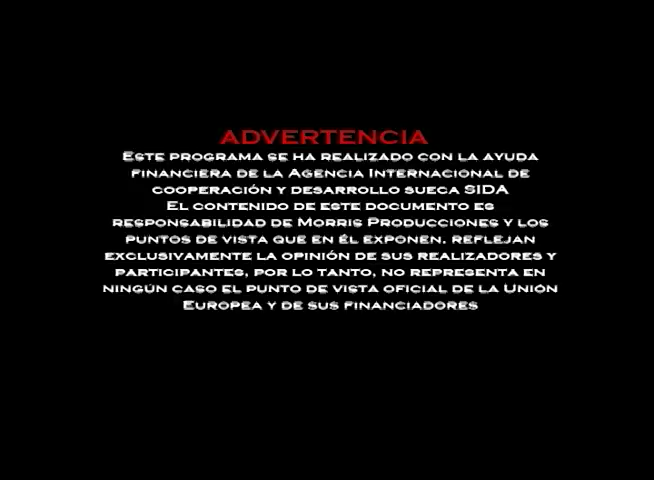 ADVERTENCIA
Este programa se ha realizado con la ayuda
financiera de la Agencia Internacional de
cooperación y desarrollo sueca SIDA
El contenido de este documento es
responsabilidad de Morris Producciones y los
puntos de vista que en él exponen. reflejan
exclusivamente la opinión de sus realizadores y
participantes, por lo tanto, no representa en
ningún caso el punto de vista oficial de la Unión
Europea y de sus financiadores